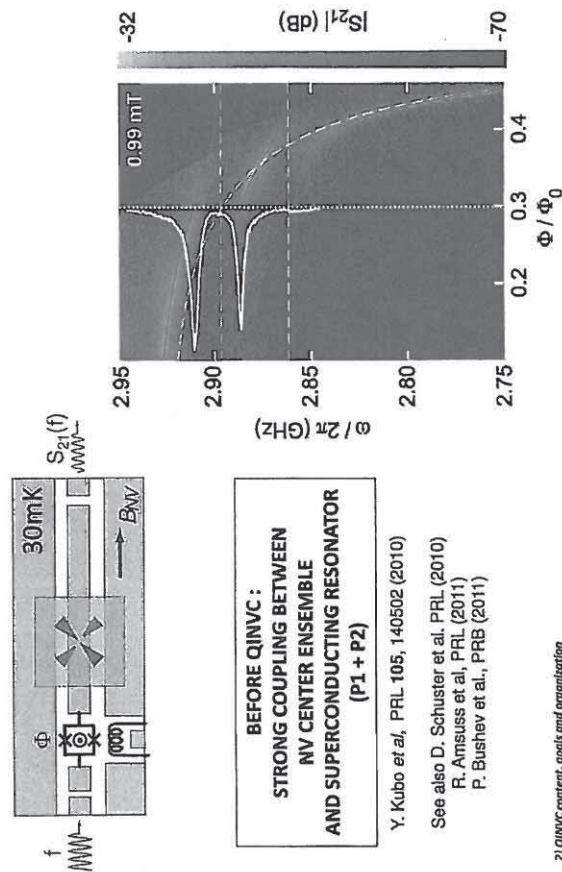 f
Φ
30mK
S21(f)
BNV
BEFORE QINVC :
STRONG COUPLING BETWEEN
NV CENTER ENSEMBLE
AND SUPERCONDUCTING RESONATOR
(P1 + P2)
Y. Kubo et al, PRL 105, 140502 (2010)
See also D. Schuster et al. PRL (2010)
R. Amsuss et al, PRL (2011)
P. Bushev et al., PRB (2011)
2) QINVC content, goals and organisation
ω / 2π (GHz)
2.95
2.90
2.85
2.80
2.75
0.99 mT
0.2
0.3
0.4
Φ / Φ0
-32
-70
|S21| (dB)